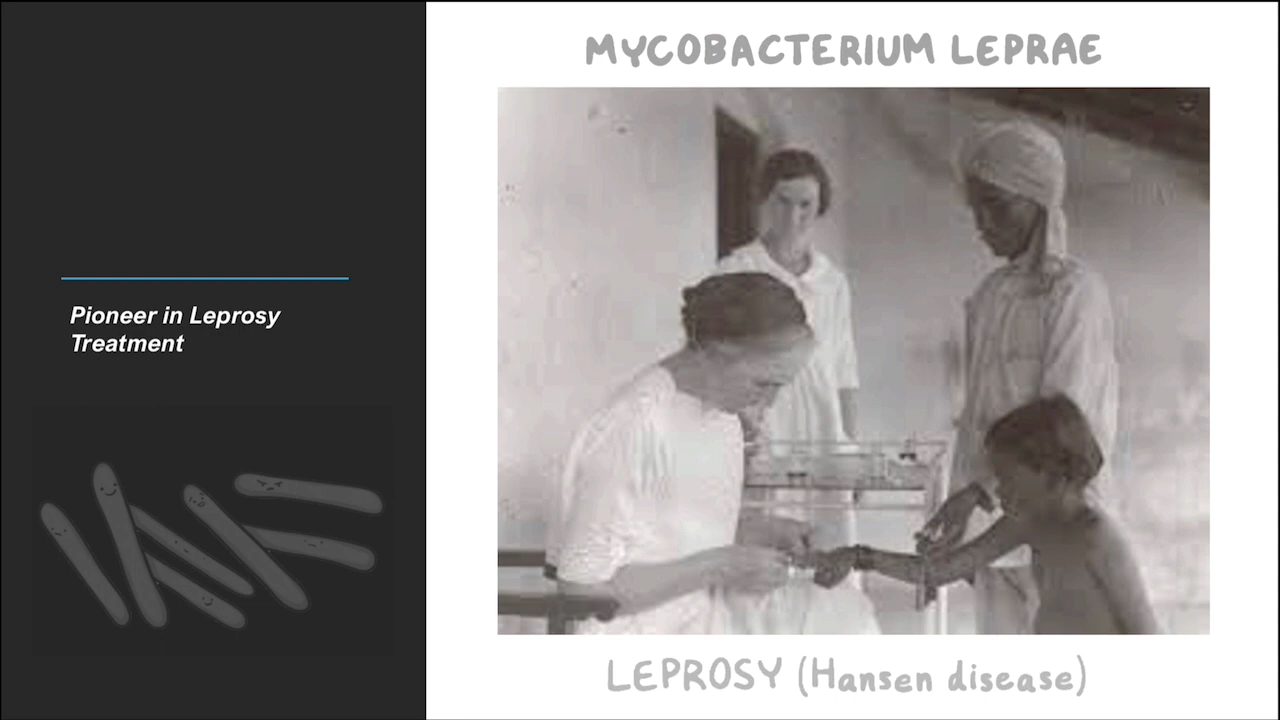 MYCOBACTERIUM LEPRAE
Pioneer in Leprosy
Treatment
LEPROSY (Hansen disease)